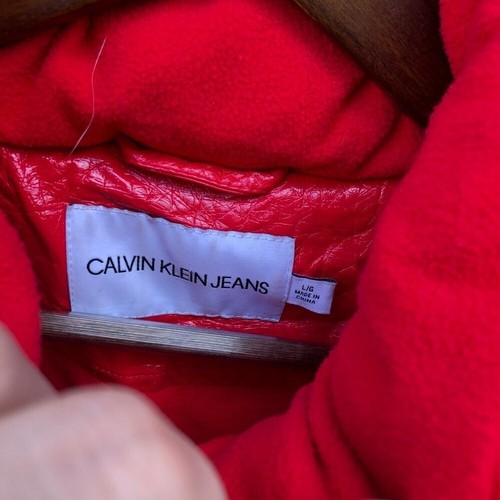 CALVIN KLEIN JEANS
L/G
MADE IN
CHINA